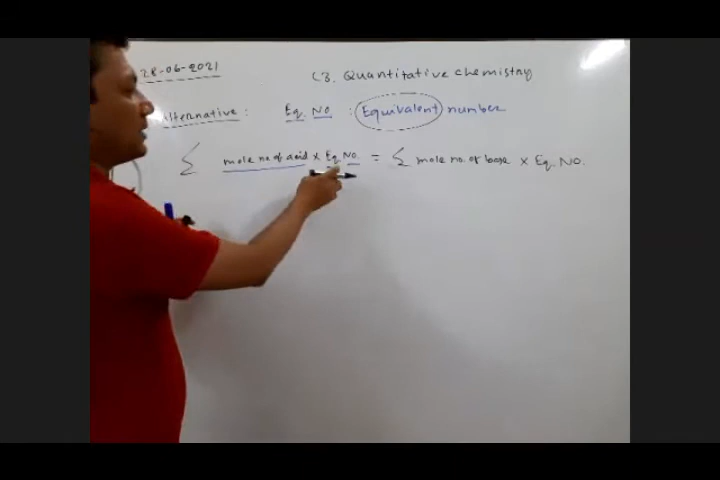 28-06-2021
C3. Quantitative chemistry
Alternative : Eq. NO : Equivalent number
Σ mole no. of acid × Eq. NO. = Σ mole no. of base × Eq. NO.